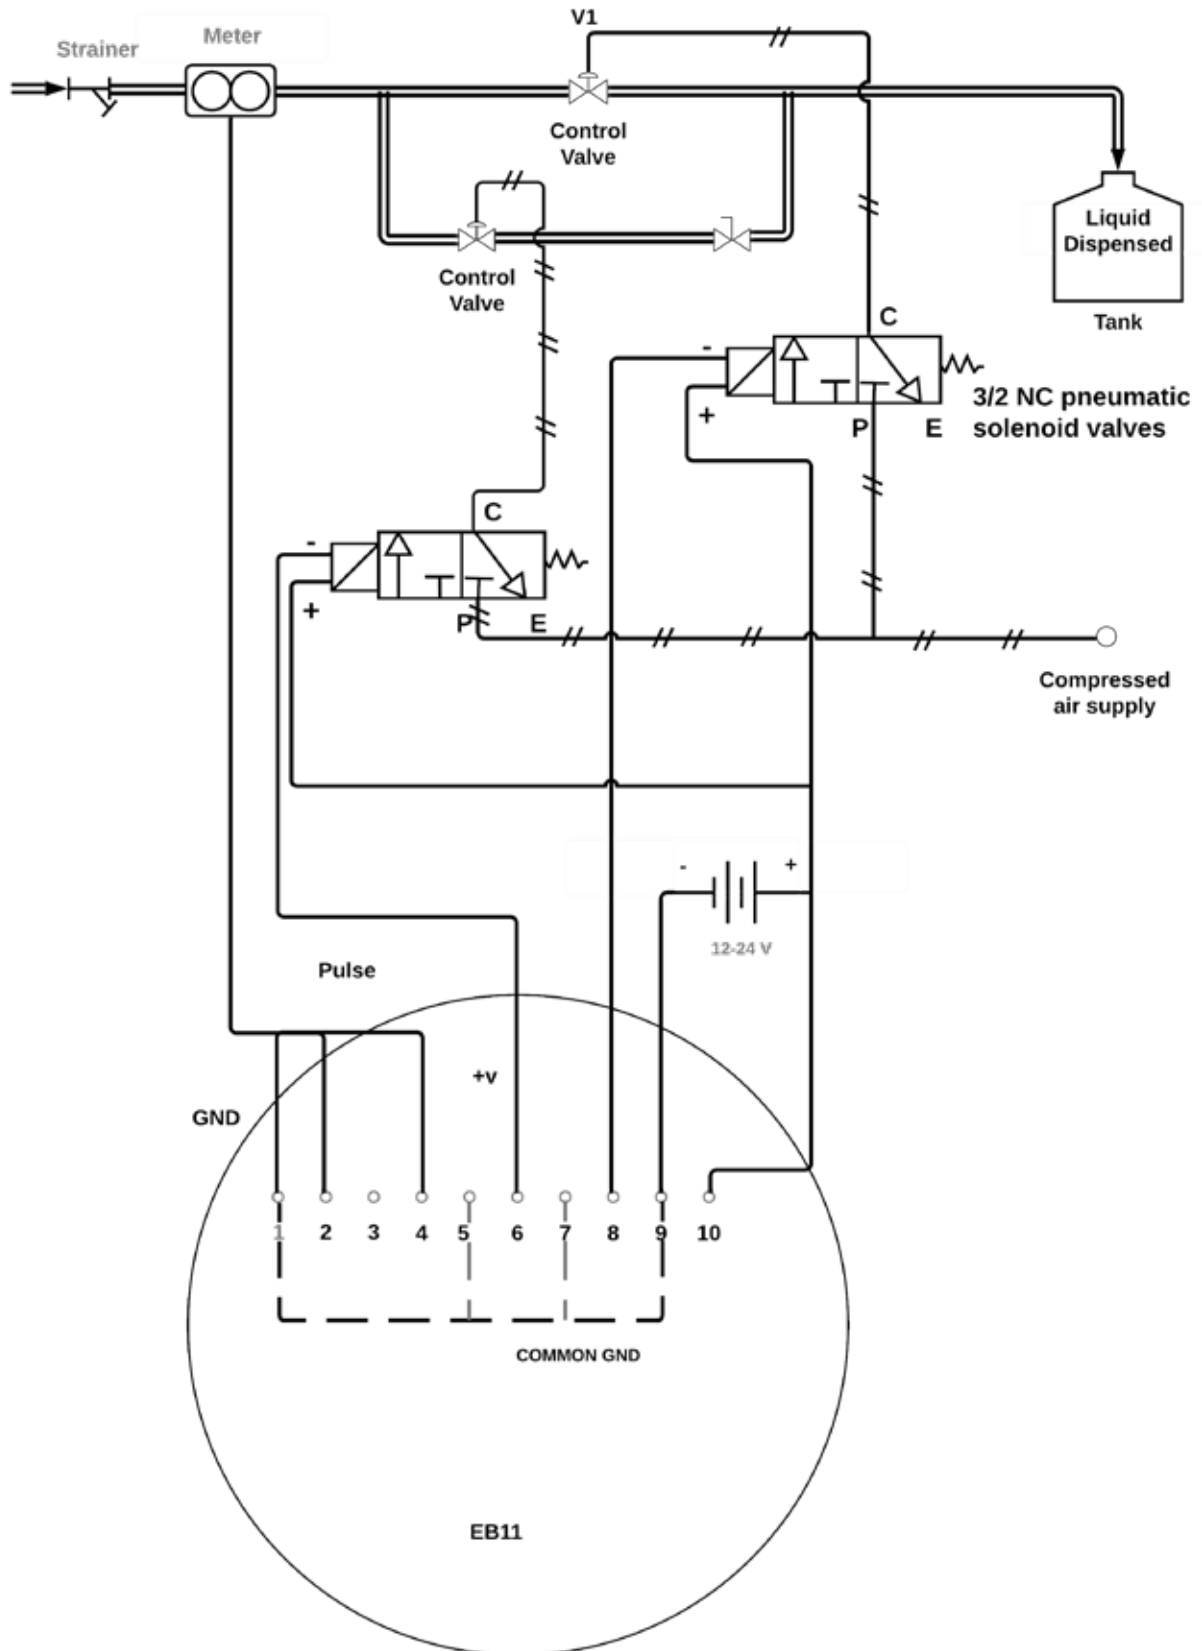 V1
Strainer
Meter
Control
Valve
Liquid
Dispensed
Control
Valve
Tank
C
-
+
3/2 NC pneumatic
solenoid valves
P
E
C
-
+
P
E
Compressed
air supply
-
+
12-24 V
Pulse
+v
GND
1 2 3 4 5 6 7 8 9 10
COMMON GND
EB11